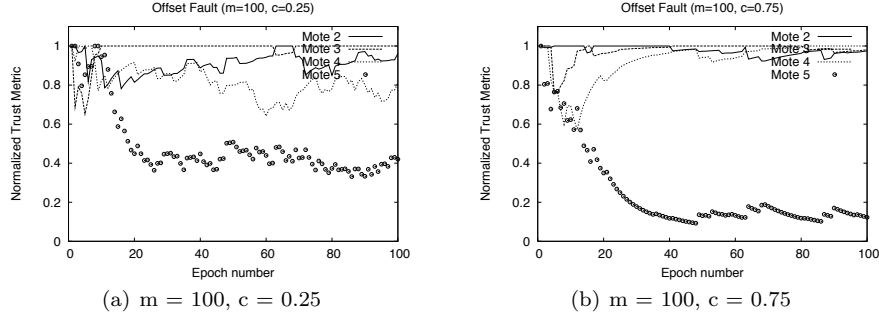 Offset Fault (m=100, c=0.25)
Normalized Trust Metric
1
0.8
0.6
0.4
0.2
0
Mote 2
Mote 3
Mote 4
Mote 5
0 20 40 60 80 100
Epoch number
(a) m = 100, c = 0.25
Offset Fault (m=100, c=0.75)
Normalized Trust Metric
1
0.8
0.6
0.4
0.2
0
Mote 2
Mote 3
Mote 4
Mote 5
0 20 40 60 80 100
Epoch number
(b) m = 100, c = 0.75